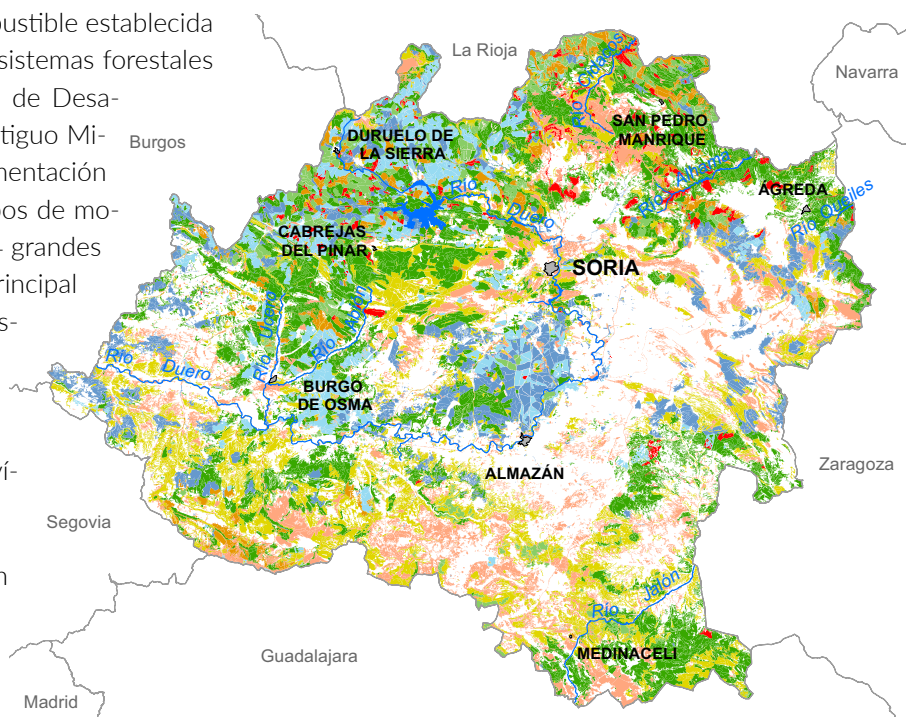 bustible establecida
sistemas forestales
de Desa-
tiguo Mi-
mentación
pos de mo-
grandes
rincipal
s-
ví-
n
La Rioja
Navarra
Burgos
Río Cidacos
SAN PEDRO
MANRIQUE
DURUELO DE
LA SIERRA
Río Alhama
ÁGREDA
Río Queiles
Río Duero
CABREJAS
DEL PINAR
SORIA
Río Ucero
Río
Río Duero
BURGO
DE OSMA
ALMAZÁN
Zaragoza
Segovia
Río Jalón
MEDINACELI
Guadalajara
Madrid